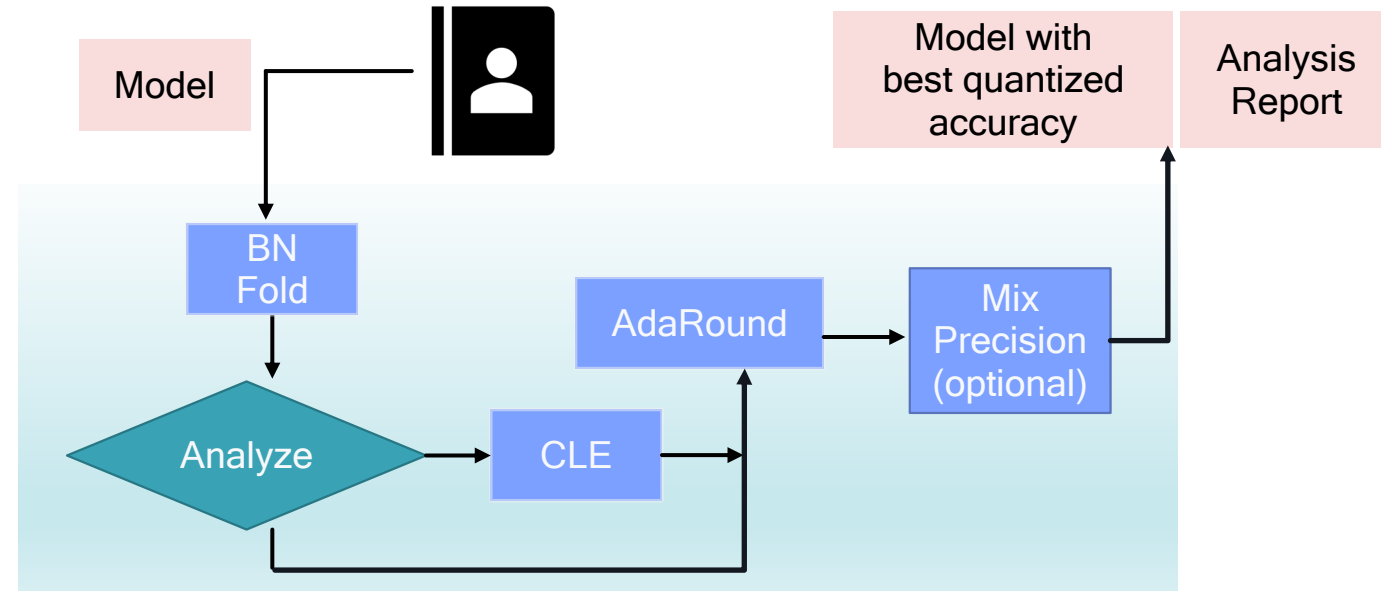 Model
Model with
best quantized
accuracy
Analysis
Report
BN
Fold
AdaRound
Mix
Precision
(optional)
Analyze
CLE